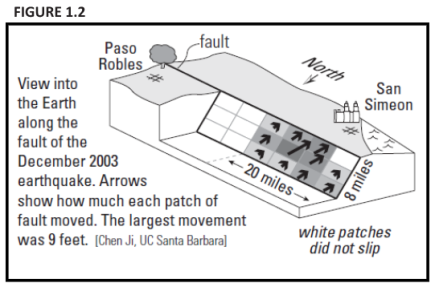 FIGURE 1.2
Paso
Robles
fault
North
San
Simeon
View into
the Earth
along the
fault of the
December 2003
earthquake. Arrows
show how much each patch of
fault moved. The largest movement
was 9 feet. [Chen Ji, UC Santa Barbara]
20 miles
8 miles
white patches
did not slip